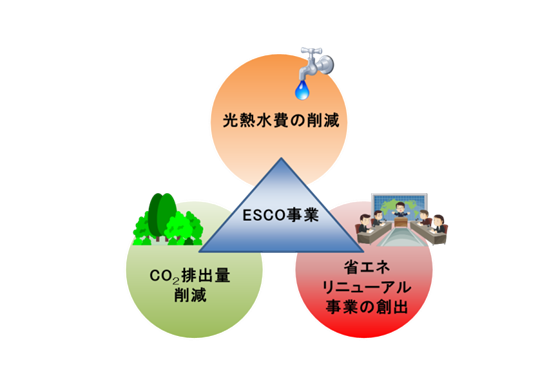 光熱水費の削減
ESCO事業
CO₂排出量
削減
省エネ
リニューアル
事業の創出